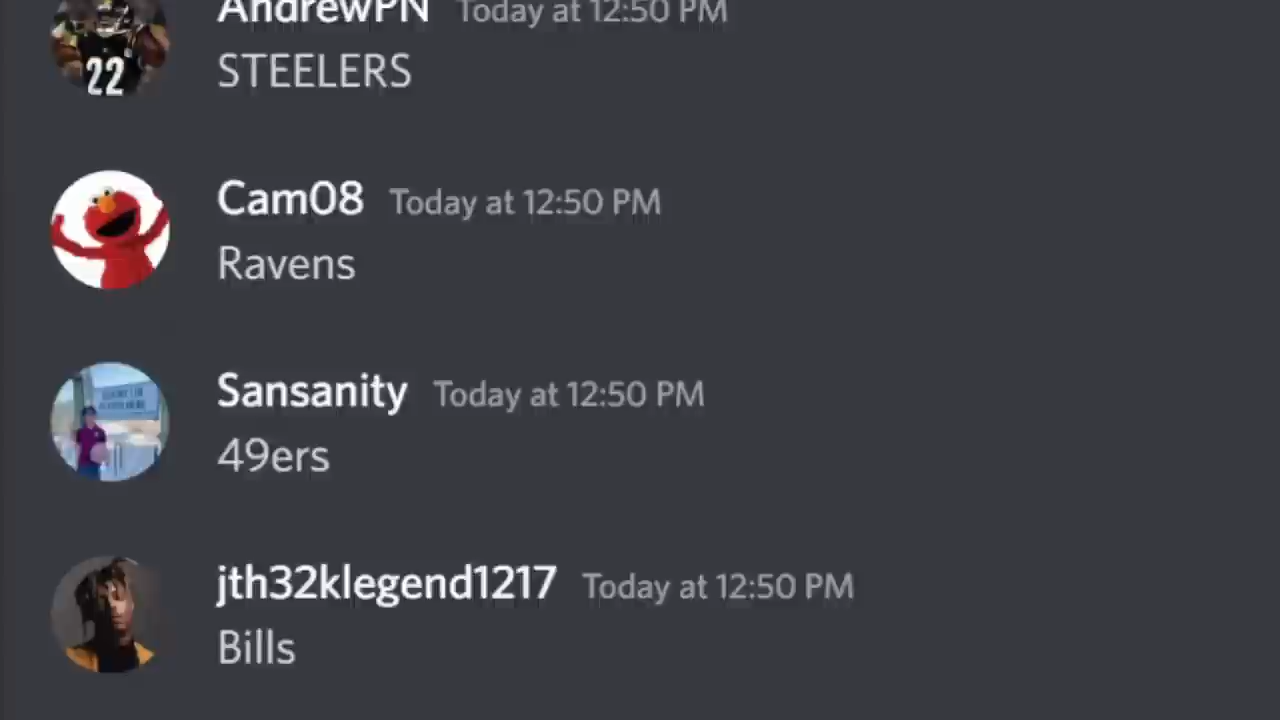 22
AndrewPN Today at 12:50 PM
STEELERS
Cam08 Today at 12:50 PM
Ravens
Sansanity Today at 12:50 PM
49ers
jth32klegend1217 Today at 12:50 PM
Bills